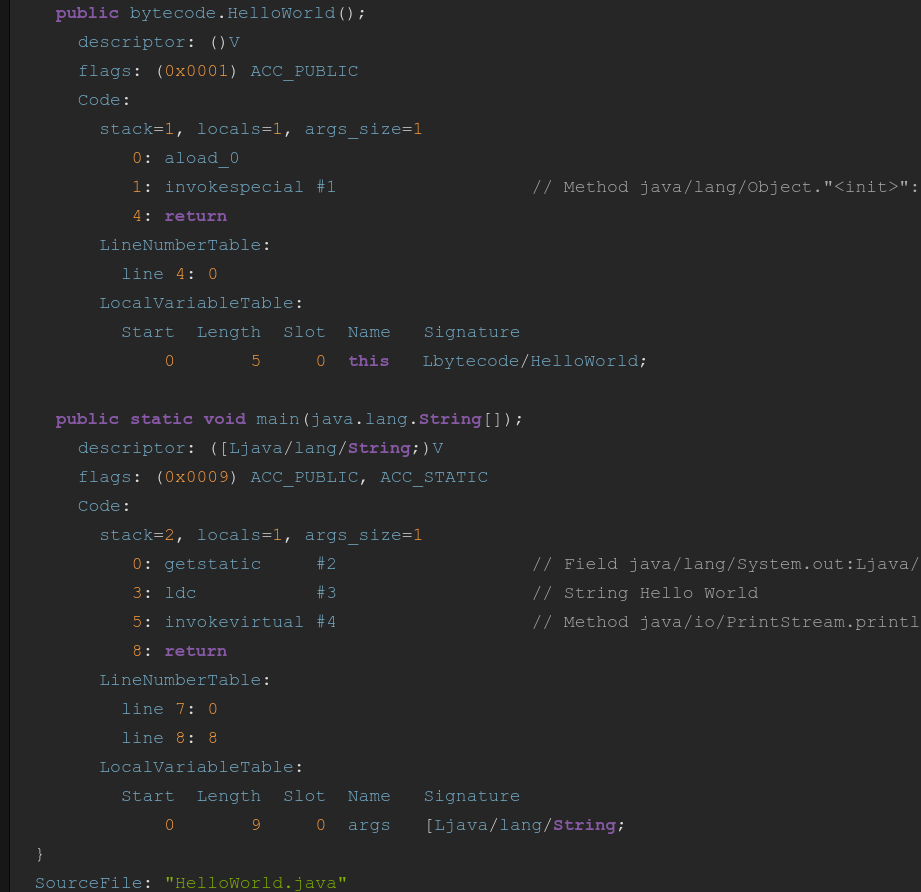 public bytecode.HelloWorld();
descriptor: ()V
flags: (0x0001) ACC_PUBLIC
Code:
stack=1, locals=1, args_size=1
0: aload_0
1: invokespecial #1 // Method java/lang/Object."<init>":
4: return
LineNumberTable:
line 4: 0
LocalVariableTable:
Start Length Slot Name Signature
0 5 0 this Lbytecode/HelloWorld;
public static void main(java.lang.String[]);
descriptor: ([Ljava/lang/String;)V
flags: (0x0009) ACC_PUBLIC, ACC_STATIC
Code:
stack=2, locals=1, args_size=1
0: getstatic #2 // Field java/lang/System.out:Ljava/
3: ldc #3 // String Hello World
5: invokevirtual #4 // Method java/io/PrintStream.printl
8: return
LineNumberTable:
line 7: 0
line 8: 8
LocalVariableTable:
Start Length Slot Name Signature
0 9 0 args [Ljava/lang/String;
}
SourceFile: "HelloWorld.java"